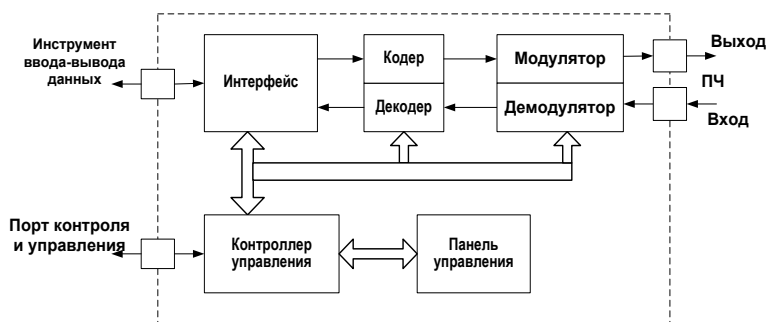 Инструмент
ввода-вывода
данных
Интерфейс
Кодер
Декодер
Модулятор
Демодулятор
Выход
ПЧ
Вход
Порт контроля
и управления
Контроллер
управления
Панель
управления